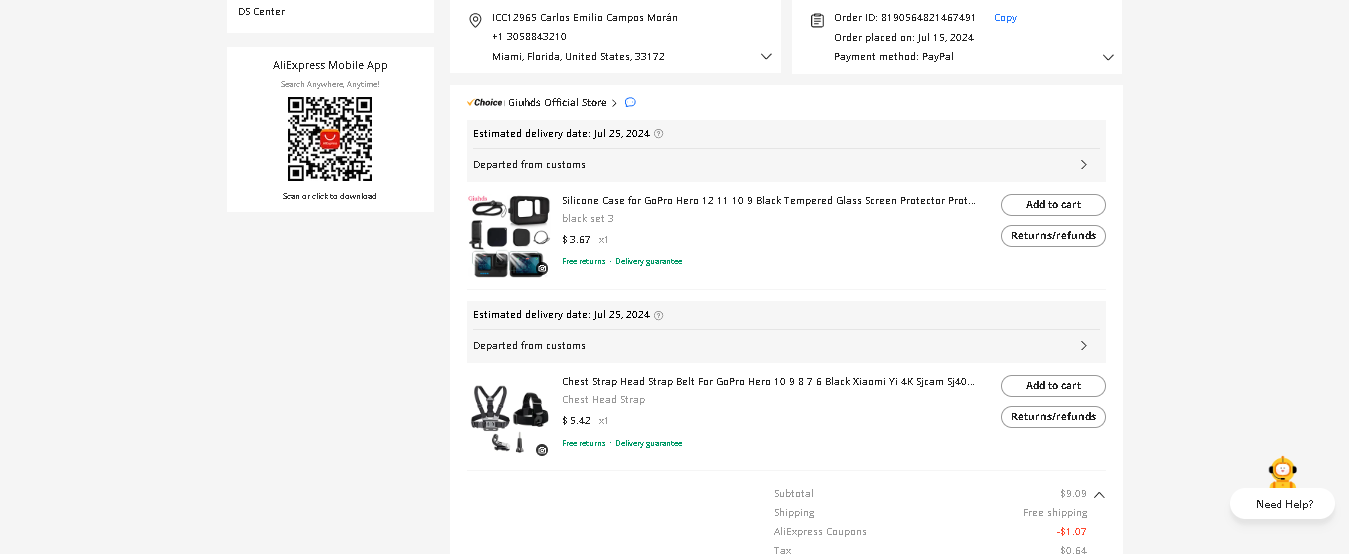 DS Center
AliExpress Mobile App
Search Anywhere, Anytime!
AliExpress
Scan or click to download
ICC12965 Carlos Emilio Campos Morán
+1 3058843210
Miami, Florida, United States, 33172
Order ID: 8190564821467491 Copy
Order placed on: Jul 15, 2024
Payment method: PayPal
Choice Giuhds Official Store
Estimated delivery date: Jul 25, 2024
Departed from customs
Giuhds
Silicone Case for GoPro Hero 12 11 10 9 Black Tempered Glass Screen Protector Prot...
black set 3
$ 3.67 x1
Free returns · Delivery guarantee
Add to cart
Returns/refunds
Estimated delivery date: Jul 25, 2024
Departed from customs
Chest Strap Head Strap Belt For GoPro Hero 10 9 8 7 6 Black Xiaomi Yi 4K Sjcam Sj40...
Chest Head Strap
$ 5.42 x1
Free returns · Delivery guarantee
Add to cart
Returns/refunds
Subtotal $9.09
Shipping Free shipping
AliExpress Coupons -$1.07
Tax $0.64
Need Help?